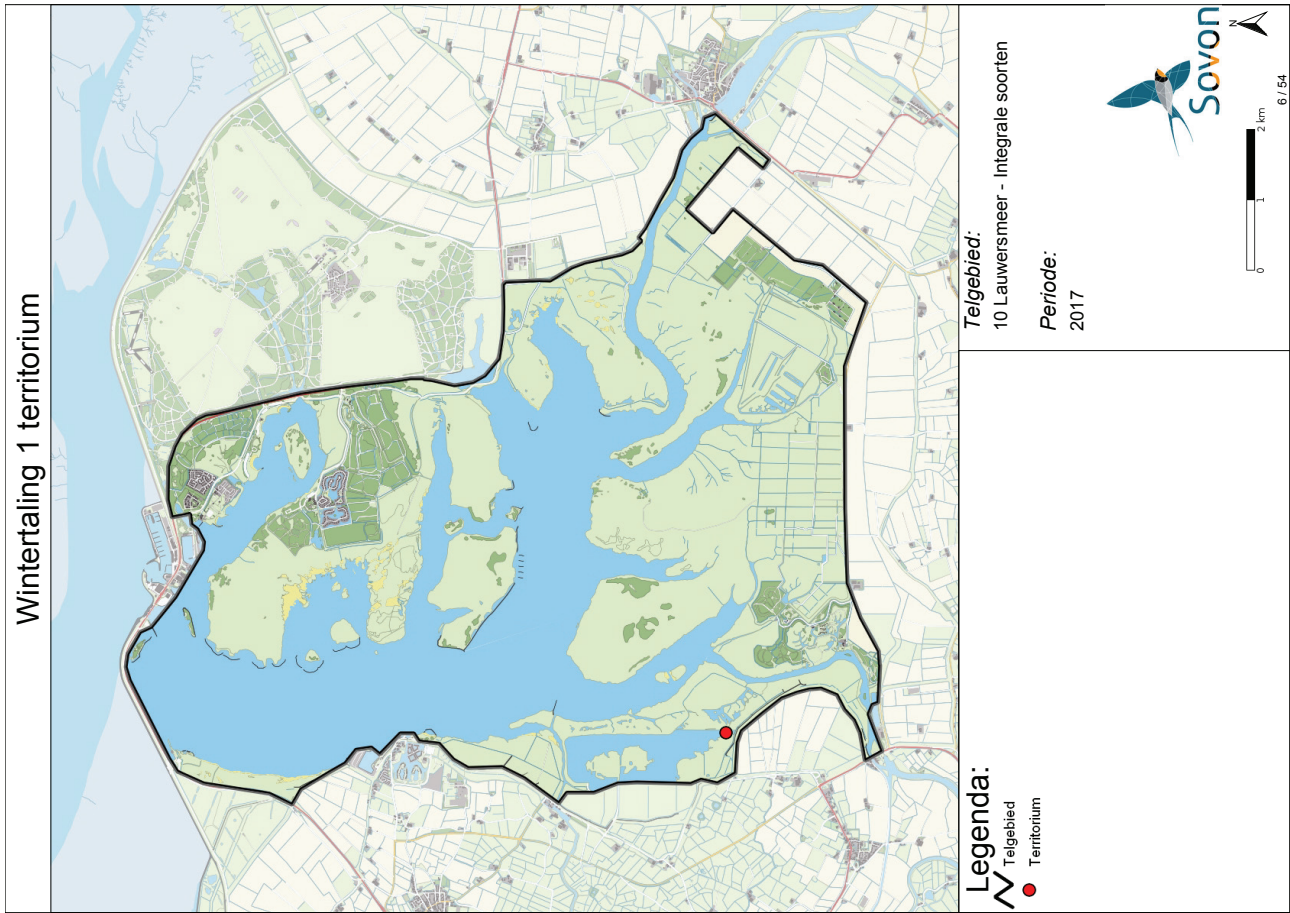 Wintertaling 1 territorium
Legenda:
Telgebied
Territorium
Telgebied:
10 Lauwersmeer - Integrale soorten
Periode:
2017
0 1 2 km
Sovon
N
6 / 54